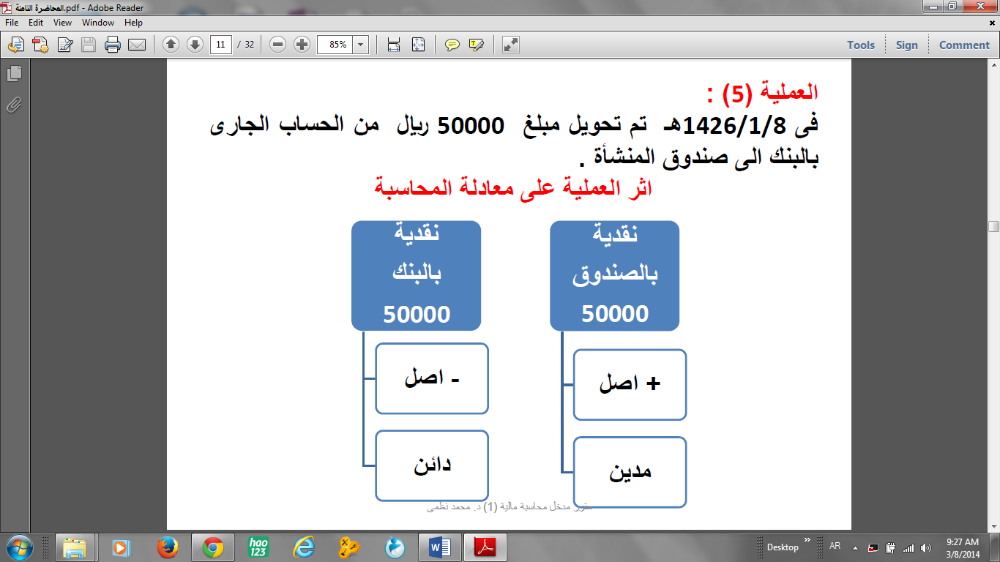 المحاضرة الثامنة.pdf - Adobe Reader
File Edit View Window Help
11 / 32 85% Tools Sign Comment
العملية (5) :
فى 1426/1/8هـ تم تحويل مبلغ 50000 ريال من الحساب الجارى
بالبنك الى صندوق المنشأة .
اثر العملية على معادلة المحاسبة
نقدية
بالصندوق
50000
+ اصل
مدين
نقدية
بالبنك
50000
- اصل
دائن
مقرر مدخل محاسبة مالية (1) د. محمد نظمى
hao
123
Desktop
AR
9:27 AM
3/8/2014